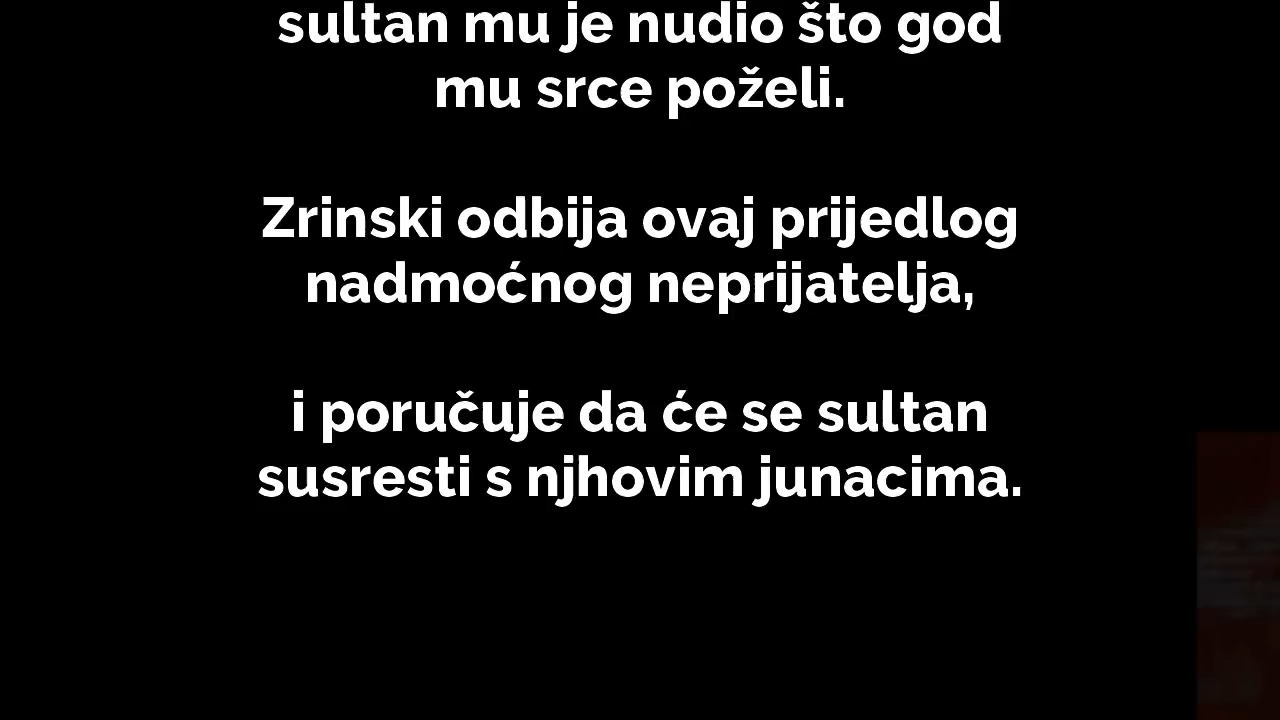 sultan mu je nudio što god
mu srce poželi.
Zrinski odbija ovaj prijedlog
nadmoćnog neprijatelja,
i poručuje da će se sultan
susresti s njhovim junacima.